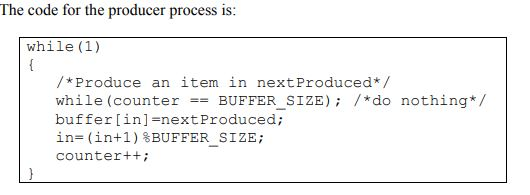 The code for the producer process is:
while(1)
{
/*Produce an item in nextProduced*/
while(counter == BUFFER_SIZE); /*do nothing*/
buffer[in]=nextProduced;
in=(in+1)%BUFFER_SIZE;
counter++;
}